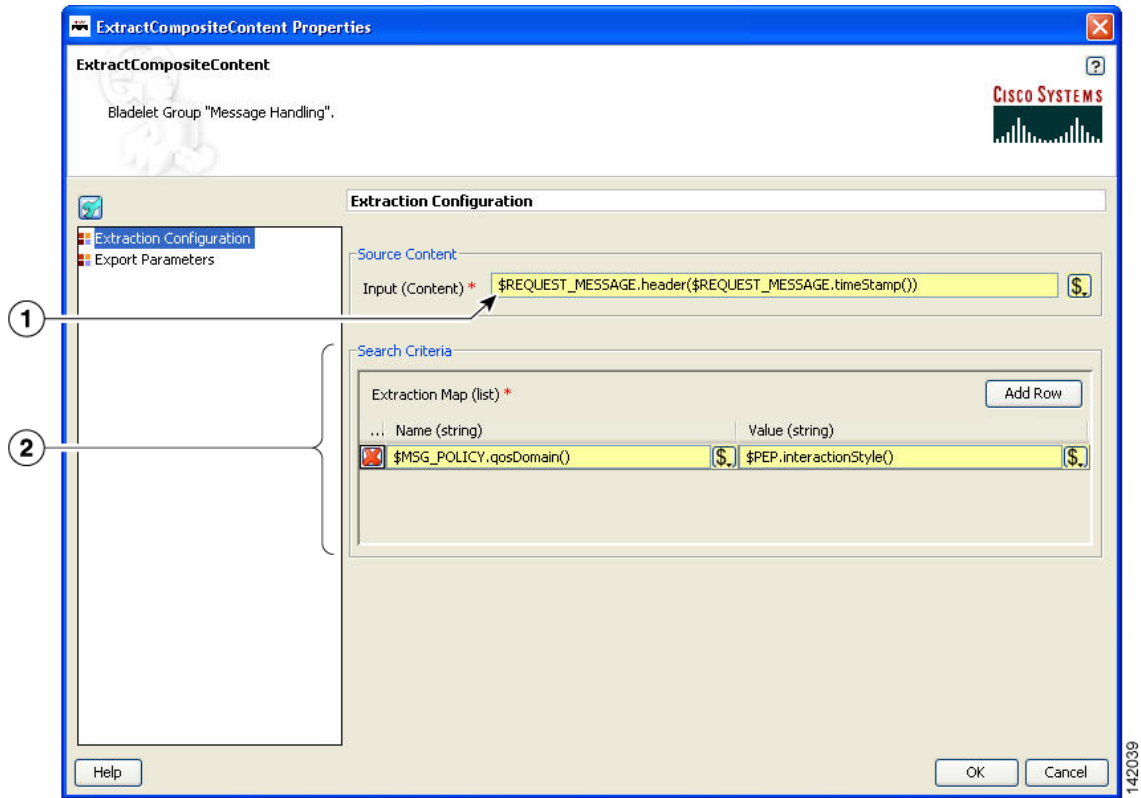 ExtractCompositeContent Properties
ExtractCompositeContent
?
Bladelet Group "Message Handling".
CISCO SYSTEMS
Extraction Configuration
Extraction Configuration
Export Parameters
Source Content
Input (Content) * $REQUEST_MESSAGE.header($REQUEST_MESSAGE.timeStamp()) $
1
Search Criteria
Extraction Map (list) * Add Row
... Name (string) Value (string)
2
$MSG_POLICY.qosDomain() $ $PEP.interactionStyle() $
Help OK Cancel
142039